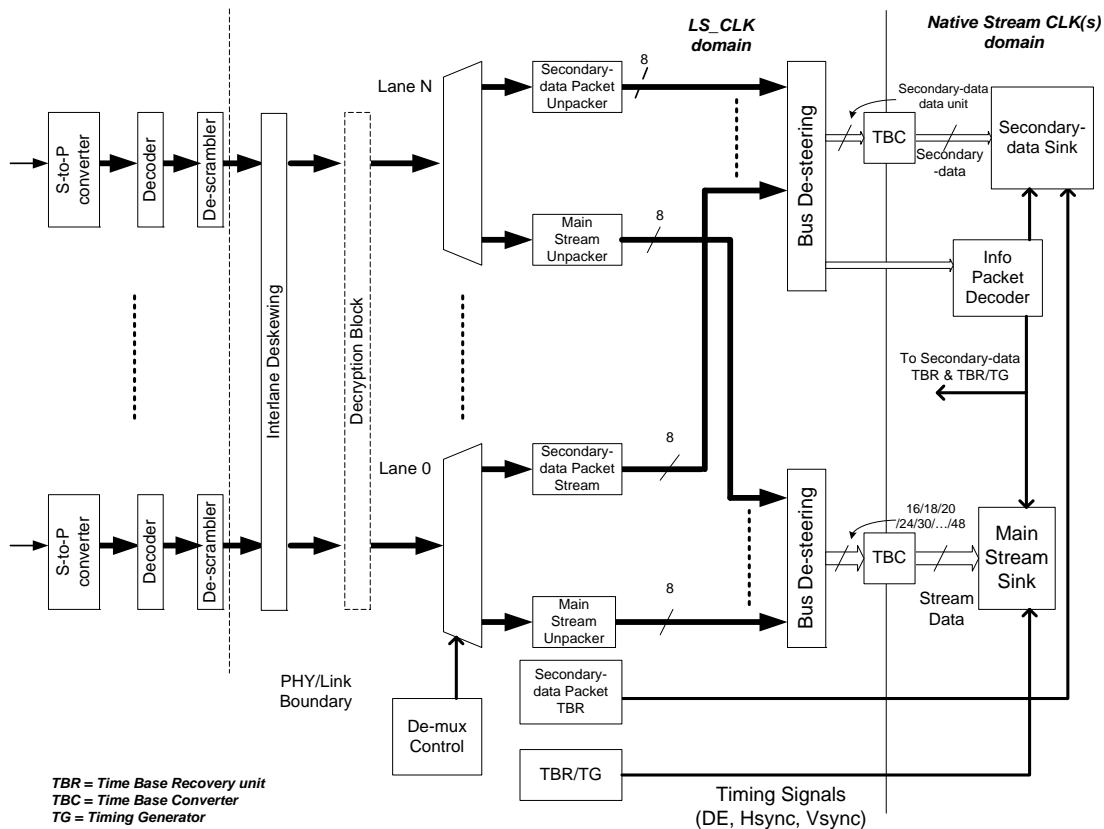 LS_CLK
domain
Native Stream CLK(s)
domain
Lane N
Secondary-
data Packet
Unpacker
8
Secondary-data
data unit
S-to-P
converter
Decoder
De-scrambler
Interlane Deskewing
Decryption Block
Bus De-steering
TBC
Secondary
-data
Secondary-
data Sink
Main
Stream
Unpacker
8
Info
Packet
Decoder
To Secondary-data
TBR & TBR/TG
Lane 0
Secondary-
data Packet
Stream
8
S-to-P
converter
Decoder
De-scrambler
Bus De-steering
16/18/20
/24/30/…/48
TBC
Main
Stream
Sink
Stream
Data
Main
Stream
Unpacker
8
PHY/Link
Boundary
De-mux
Control
Secondary-
data Packet
TBR
TBR/TG
Timing Signals
(DE, Hsync, Vsync)
TBR = Time Base Recovery unit
TBC = Time Base Converter
TG = Timing Generator